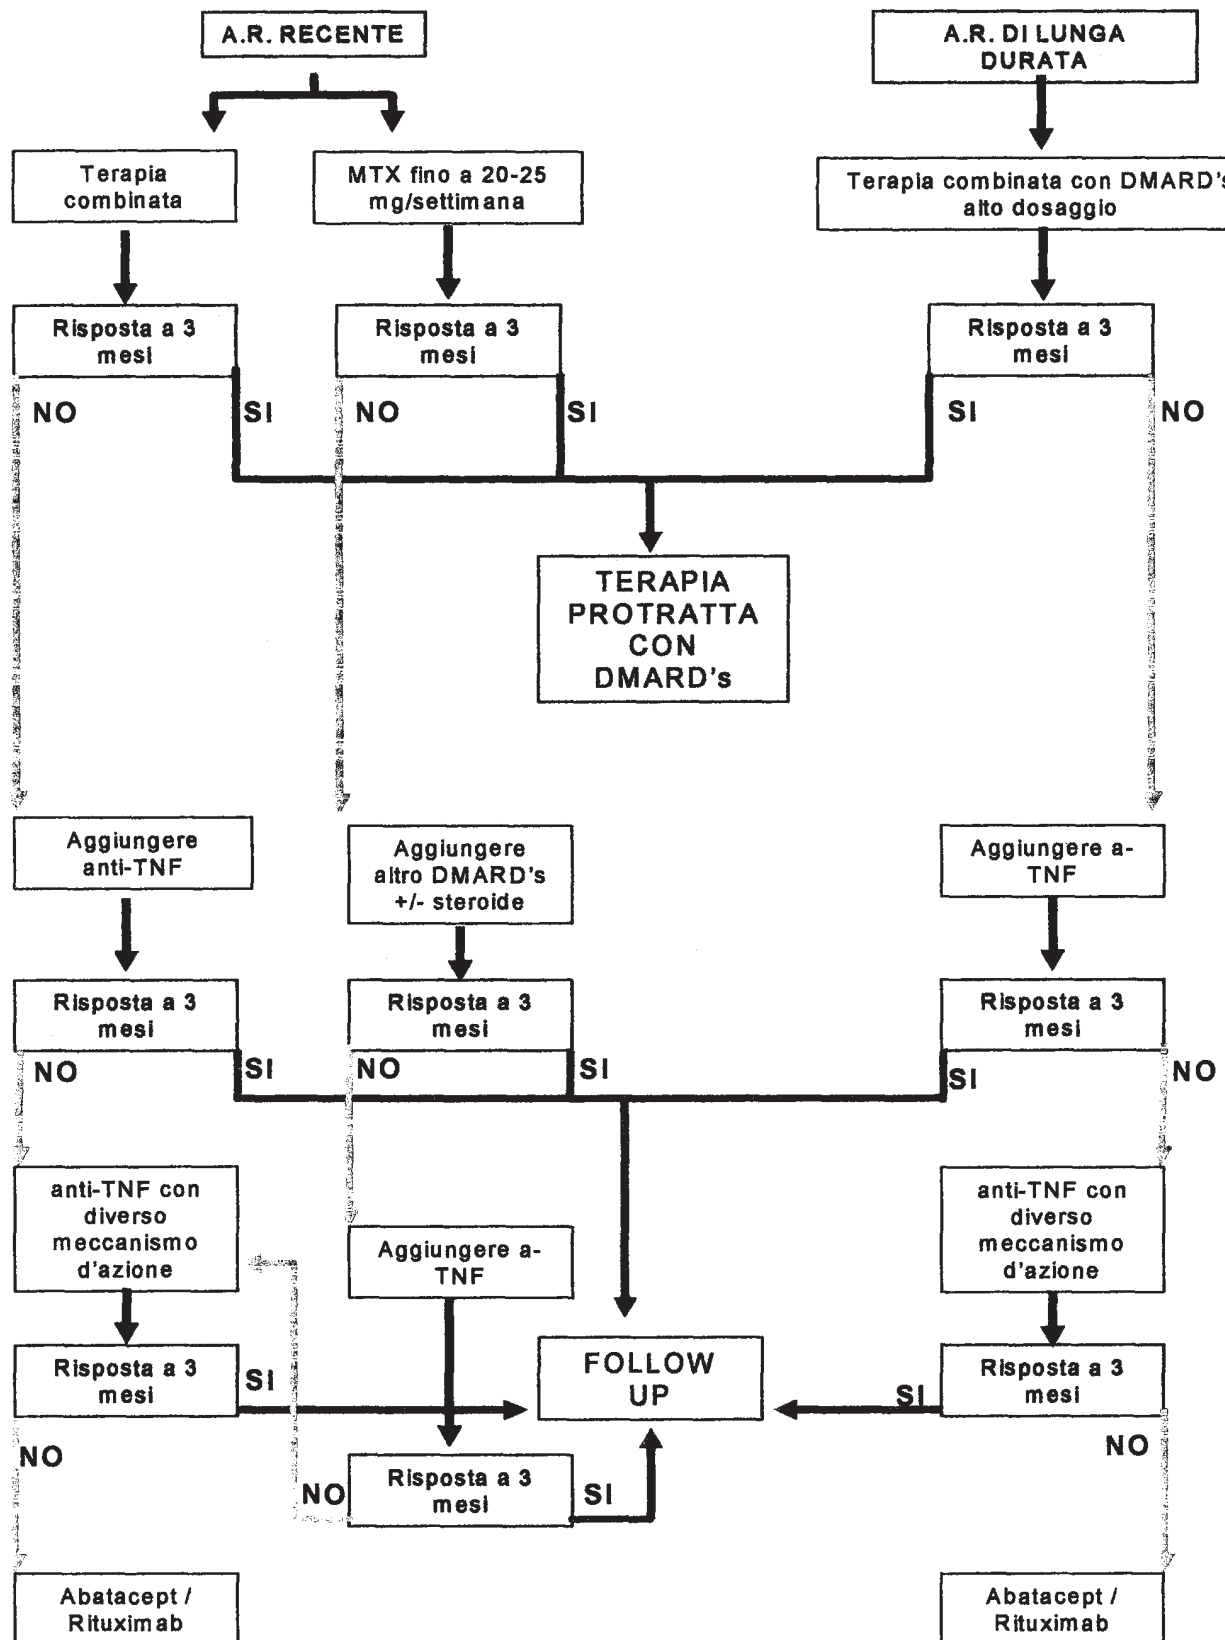 A.R. RECENTE
A.R. DI LUNGA
DURATA
Terapia
combinata
MTX fino a 20-25
mg/settimana
Terapia combinata con DMARD's
alto dosaggio
Risposta a 3
mesi
Risposta a 3
mesi
Risposta a 3
mesi
NO
SI
NO
SI
SI
NO
TERAPIA
PROTRATTA
CON
DMARD's
Aggiungere
anti-TNF
Aggiungere
altro DMARD's
+/- steroide
Aggiungere a-
TNF
Risposta a 3
mesi
Risposta a 3
mesi
Risposta a 3
mesi
NO
SI
NO
SI
SI
NO
anti-TNF con
diverso
meccanismo
d'azione
Aggiungere a-
TNF
anti-TNF con
diverso
meccanismo
d'azione
Risposta a 3
mesi
SI
FOLLOW
UP
SI
Risposta a 3
mesi
NO
NO
Risposta a 3
mesi
SI
NO
Abatacept /
Rituximab
Abatacept /
Rituximab